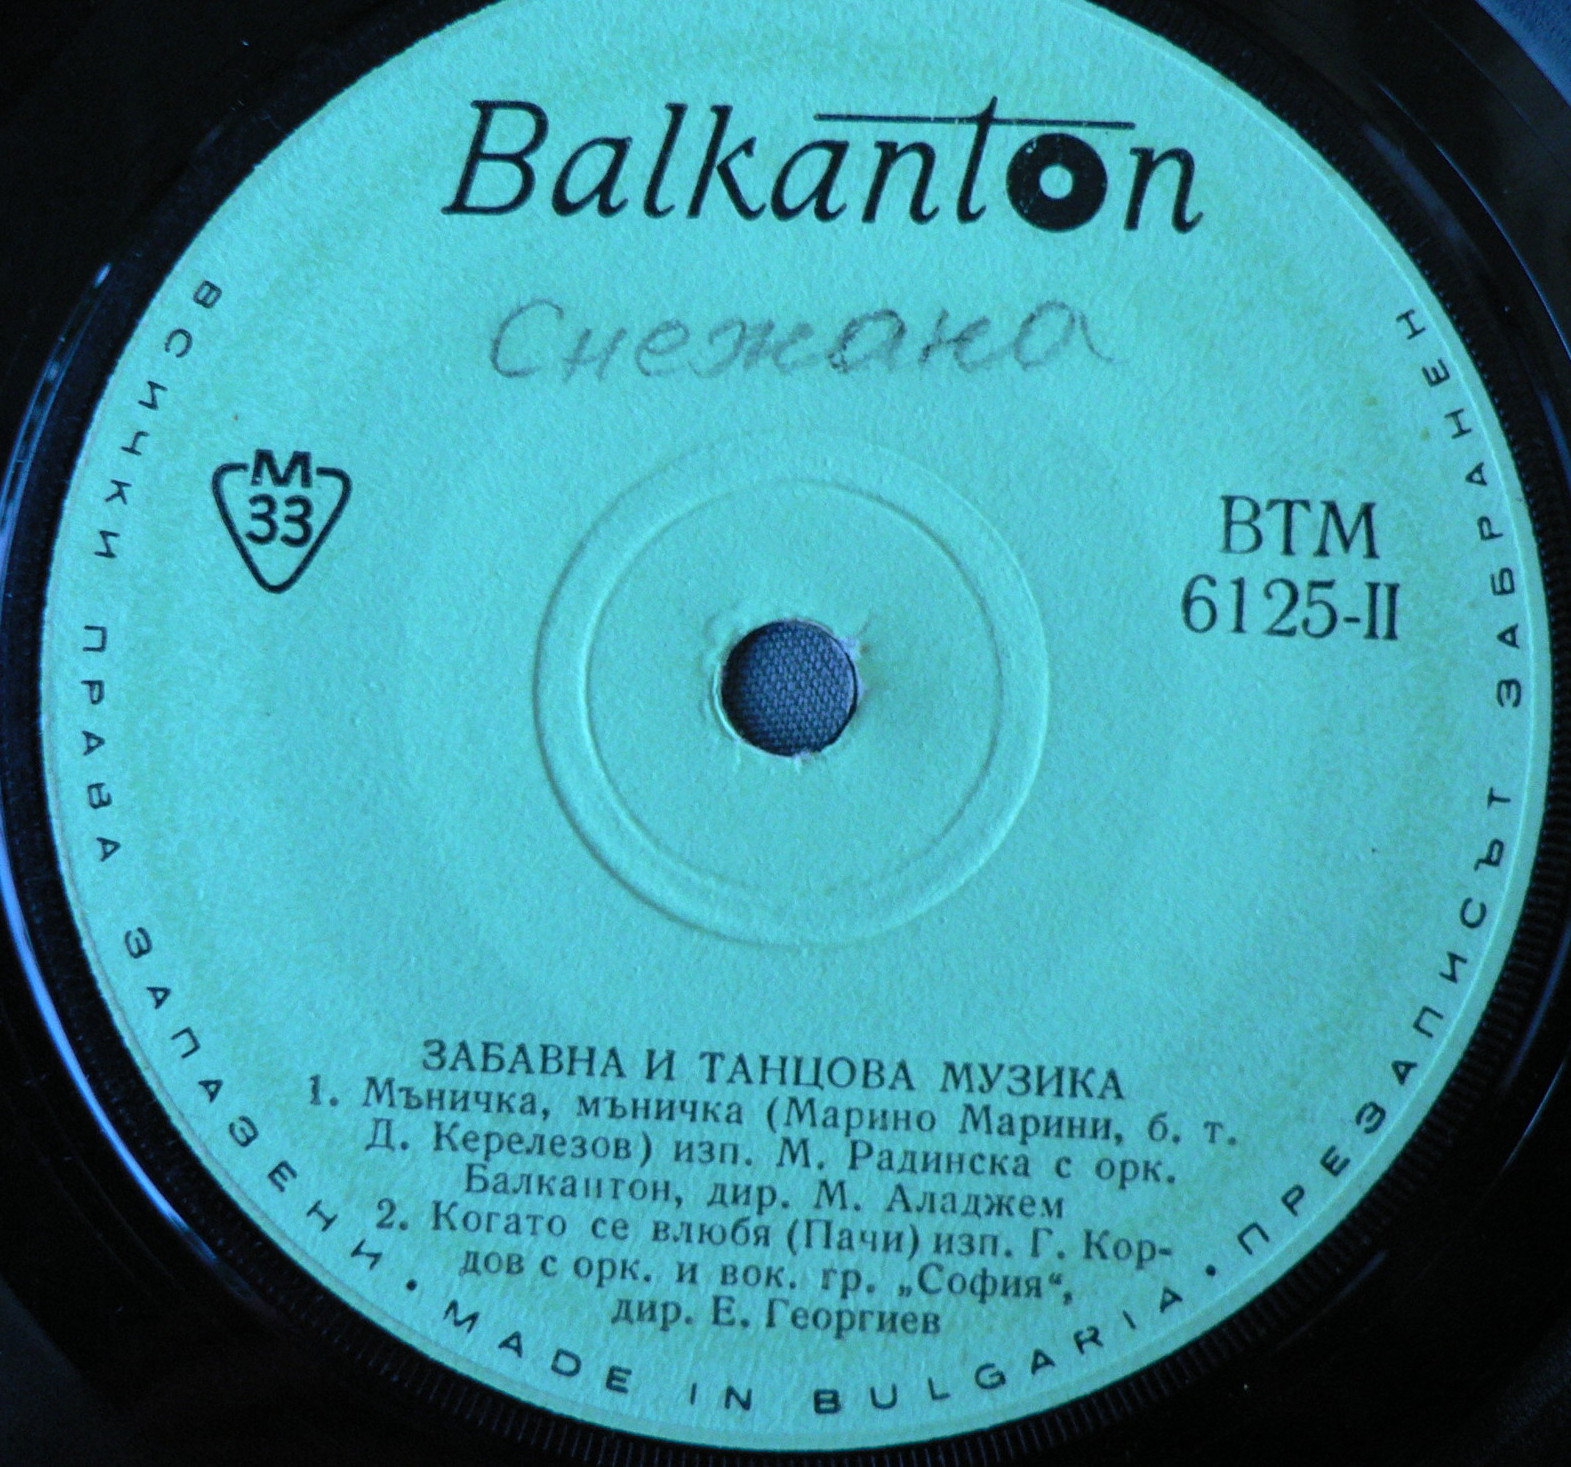 Balkanton
Снежана
М
33
ВТМ
6125-II
ЗАБАВНА И ТАНЦОВА МУЗИКА
1. Мъничка, мъничка (Марино Марини, б. т.
Д. Керелезов) изп. М. Радинска с орк.
Балкантон, дир. М. Аладжем
2. Когато се влюбя (Пачи) изп. Г. Кор-
дов с орк. и вок. гр. „София“,
дир. Е. Георгиев
ВСИЧКИ ПРАВА ЗАПАЗЕНИ • MADE IN BULGARIA • ПРЕЗАПИСЪТ ЗАБРАНЕН